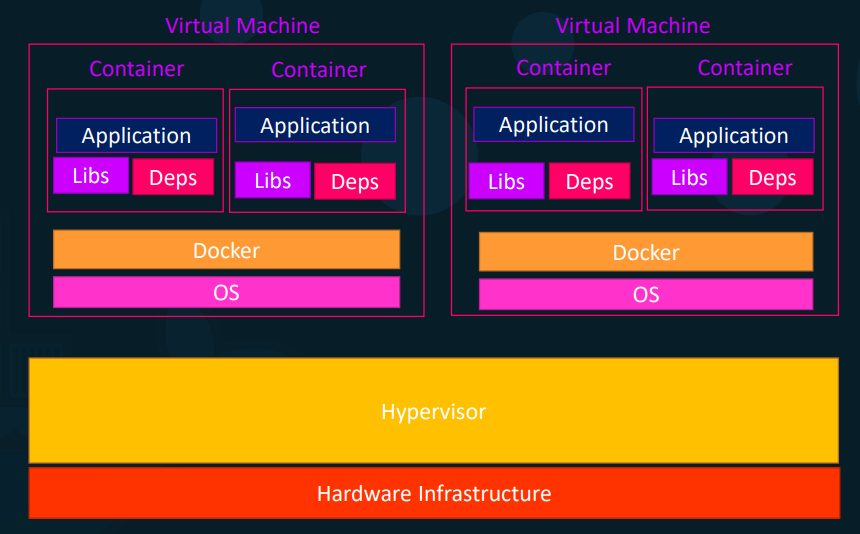 Virtual Machine
Virtual Machine
Container
Container
Container
Container
Application
Application
Application
Application
Libs
Deps
Libs
Deps
Libs
Deps
Libs
Deps
Docker
Docker
OS
OS
Hypervisor
Hardware Infrastructure